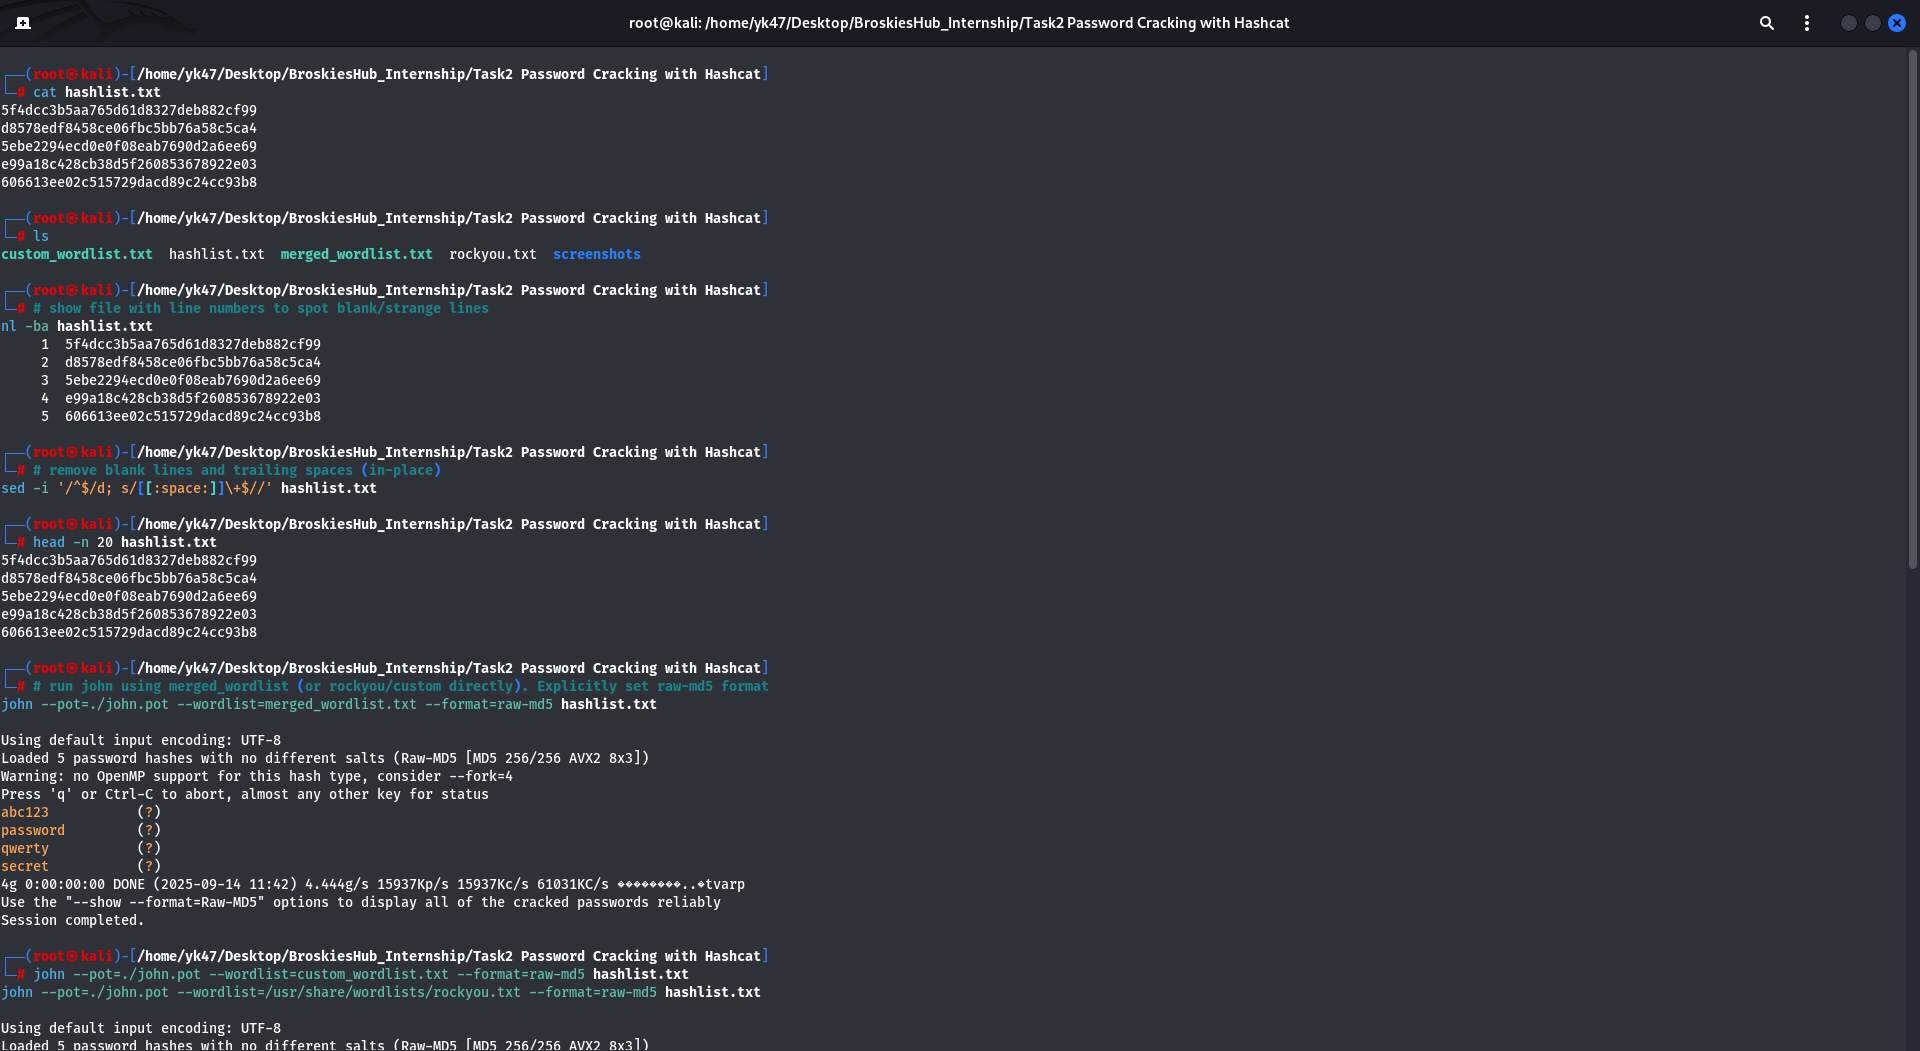 root@kali: /home/yk47/Desktop/BroskiesHub_Internship/Task2 Password Cracking with Hashcat
┌──(root㉿kali)-[/home/yk47/Desktop/BroskiesHub_Internship/Task2 Password Cracking with Hashcat]
└─# cat hashlist.txt
5f4dcc3b5aa765d61d8327deb882cf99
d8578edf8458ce06fbc5bb76a58c5ca4
5ebe2294ecd0e0f08eab7690d2a6ee69
e99a18c428cb38d5f260853678922e03
606613ee02c515729dacd89c24cc93b8
┌──(root㉿kali)-[/home/yk47/Desktop/BroskiesHub_Internship/Task2 Password Cracking with Hashcat]
└─# ls
custom_wordlist.txt  hashlist.txt  merged_wordlist.txt  rockyou.txt  screenshots
┌──(root㉿kali)-[/home/yk47/Desktop/BroskiesHub_Internship/Task2 Password Cracking with Hashcat]
└─# # show file with line numbers to spot blank/strange lines
nl -ba hashlist.txt
     1  5f4dcc3b5aa765d61d8327deb882cf99
     2  d8578edf8458ce06fbc5bb76a58c5ca4
     3  5ebe2294ecd0e0f08eab7690d2a6ee69
     4  e99a18c428cb38d5f260853678922e03
     5  606613ee02c515729dacd89c24cc93b8
┌──(root㉿kali)-[/home/yk47/Desktop/BroskiesHub_Internship/Task2 Password Cracking with Hashcat]
└─# # remove blank lines and trailing spaces (in-place)
sed -i '/^$/d; s/[[:space:]]\+$//' hashlist.txt
┌──(root㉿kali)-[/home/yk47/Desktop/BroskiesHub_Internship/Task2 Password Cracking with Hashcat]
└─# head -n 20 hashlist.txt
5f4dcc3b5aa765d61d8327deb882cf99
d8578edf8458ce06fbc5bb76a58c5ca4
5ebe2294ecd0e0f08eab7690d2a6ee69
e99a18c428cb38d5f260853678922e03
606613ee02c515729dacd89c24cc93b8
┌──(root㉿kali)-[/home/yk47/Desktop/BroskiesHub_Internship/Task2 Password Cracking with Hashcat]
└─# # run john using merged_wordlist (or rockyou/custom directly). Explicitly set raw-md5 format
john --pot=./john.pot --wordlist=merged_wordlist.txt --format=raw-md5 hashlist.txt
Using default input encoding: UTF-8
Loaded 5 password hashes with no different salts (Raw-MD5 [MD5 256/256 AVX2 8x3])
Warning: no OpenMP support for this hash type, consider --fork=4
Press 'q' or Ctrl-C to abort, almost any other key for status
abc123           (?)
password         (?)
qwerty           (?)
secret           (?)
4g 0:00:00:00 DONE (2025-09-14 11:42) 4.444g/s 15937Kp/s 15937Kc/s 61031KC/s ��������..�tvarp
Use the "--show --format=Raw-MD5" options to display all of the cracked passwords reliably
Session completed.
┌──(root㉿kali)-[/home/yk47/Desktop/BroskiesHub_Internship/Task2 Password Cracking with Hashcat]
└─# john --pot=./john.pot --wordlist=custom_wordlist.txt --format=raw-md5 hashlist.txt
john --pot=./john.pot --wordlist=/usr/share/wordlists/rockyou.txt --format=raw-md5 hashlist.txt
Using default input encoding: UTF-8
Loaded 5 password hashes with no different salts (Raw-MD5 [MD5 256/256 AVX2 8x3])